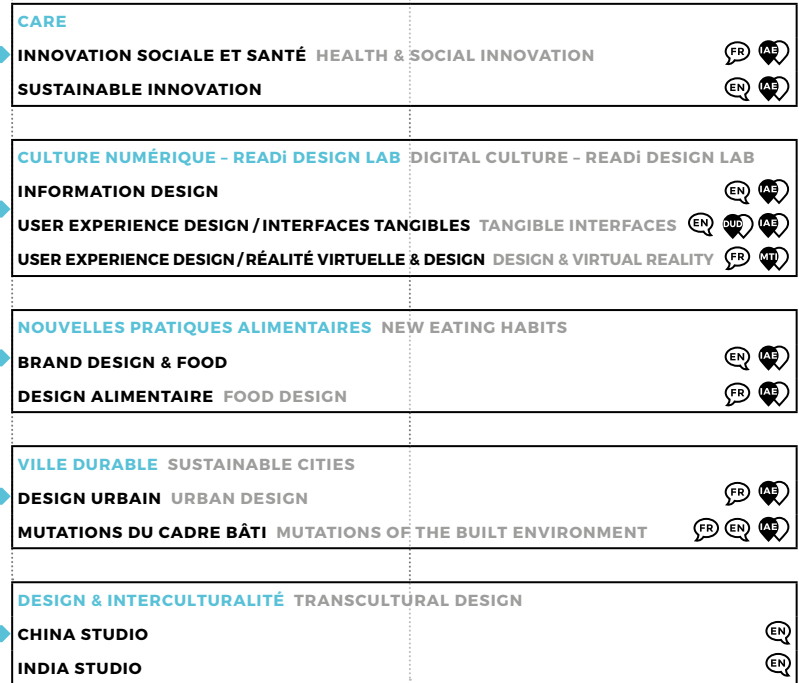 CARE
INNOVATION SOCIALE ET SANTÉ HEALTH & SOCIAL INNOVATION FR IAE
SUSTAINABLE INNOVATION EN IAE
CULTURE NUMÉRIQUE – READi DESIGN LAB DIGITAL CULTURE – READi DESIGN LAB
INFORMATION DESIGN EN IAE
USER EXPERIENCE DESIGN / INTERFACES TANGIBLES TANGIBLE INTERFACES EN DUD IAE
USER EXPERIENCE DESIGN / RÉALITÉ VIRTUELLE & DESIGN DESIGN & VIRTUAL REALITY FR MTI
NOUVELLES PRATIQUES ALIMENTAIRES NEW EATING HABITS
BRAND DESIGN & FOOD EN IAE
DESIGN ALIMENTAIRE FOOD DESIGN FR IAE
VILLE DURABLE SUSTAINABLE CITIES
DESIGN URBAIN URBAN DESIGN FR IAE
MUTATIONS DU CADRE BÂTI MUTATIONS OF THE BUILT ENVIRONMENT FR EN IAE
DESIGN & INTERCULTURALITÉ TRANSCULTURAL DESIGN
CHINA STUDIO EN
INDIA STUDIO EN